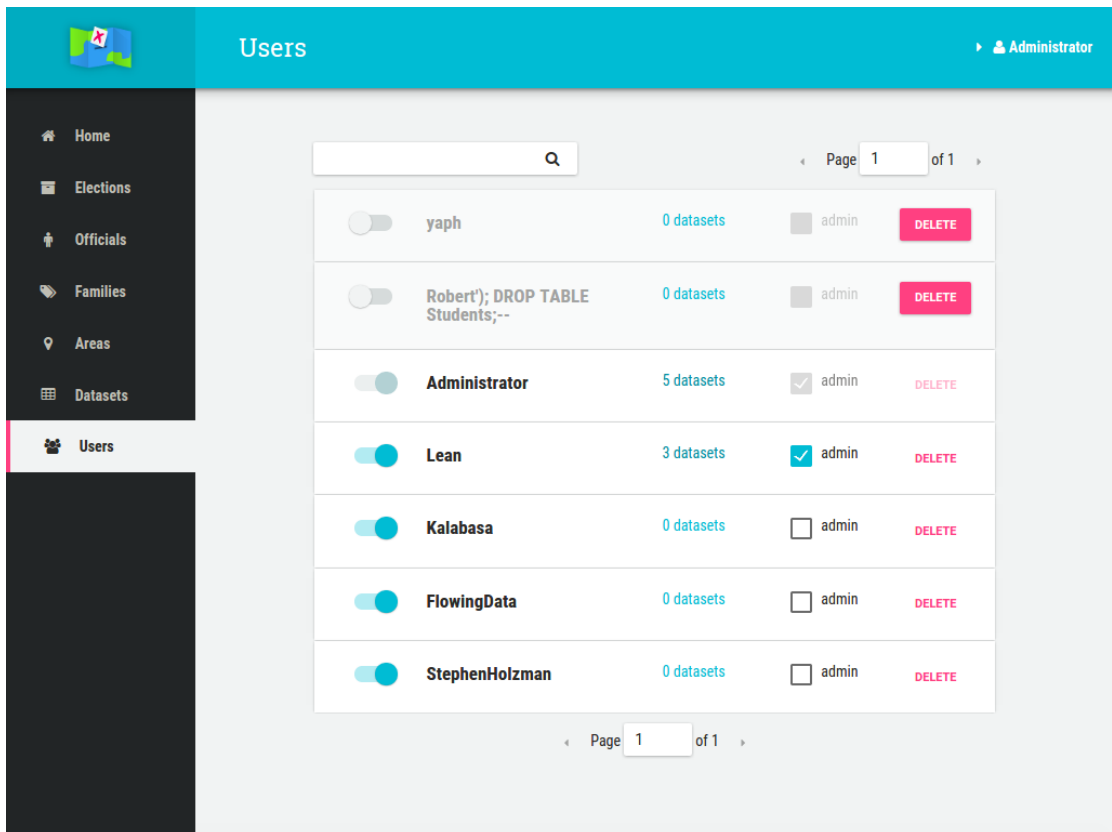 Users
Administrator
Home
Elections
Officials
Families
Areas
Datasets
Users
Page 1 of 1
yaph 0 datasets admin DELETE
Robert'); DROP TABLE 0 datasets admin DELETE
Students;--
Administrator 5 datasets admin DELETE
Lean 3 datasets admin DELETE
Kalabasa 0 datasets admin DELETE
FlowingData 0 datasets admin DELETE
StephenHolzman 0 datasets admin DELETE
Page 1 of 1